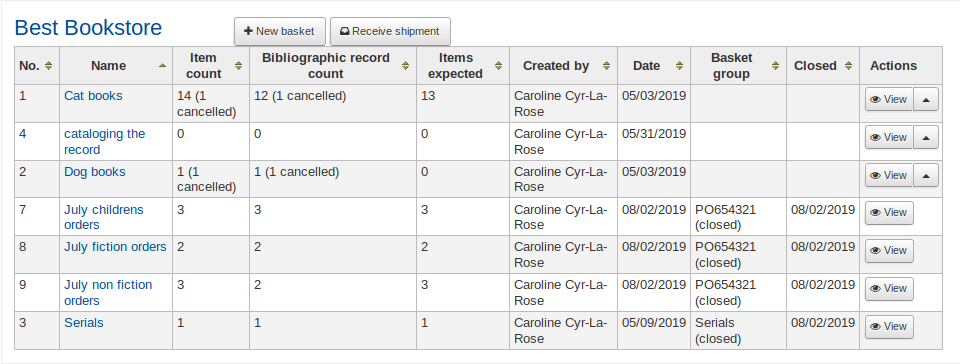 Best Bookstore
New basket
Receive shipment
No. Name Item count Bibliographic record count Items expected Created by Date Basket group Closed Actions
1 Cat books 14 (1 cancelled) 12 (1 cancelled) 13 Caroline Cyr-La-Rose 05/03/2019 View
4 cataloging the record 0 0 0 Caroline Cyr-La-Rose 05/31/2019 View
2 Dog books 1 (1 cancelled) 1 (1 cancelled) 0 Caroline Cyr-La-Rose 05/03/2019 View
7 July childrens orders 3 3 3 Caroline Cyr-La-Rose 08/02/2019 PO654321 (closed) 08/02/2019 View
8 July fiction orders 2 2 2 Caroline Cyr-La-Rose 08/02/2019 PO654321 (closed) 08/02/2019 View
9 July non fiction orders 3 2 3 Caroline Cyr-La-Rose 08/02/2019 PO654321 (closed) 08/02/2019 View
3 Serials 1 1 1 Caroline Cyr-La-Rose 05/09/2019 Serials (closed) 08/02/2019 View